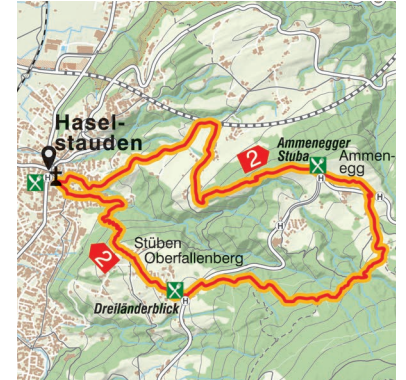 Hasel-
stauden
H
2
Ammenegger
Stuba
Ammen-
egg
H
H
2
Stüben
Oberfallenberg
Dreiländerblick
H